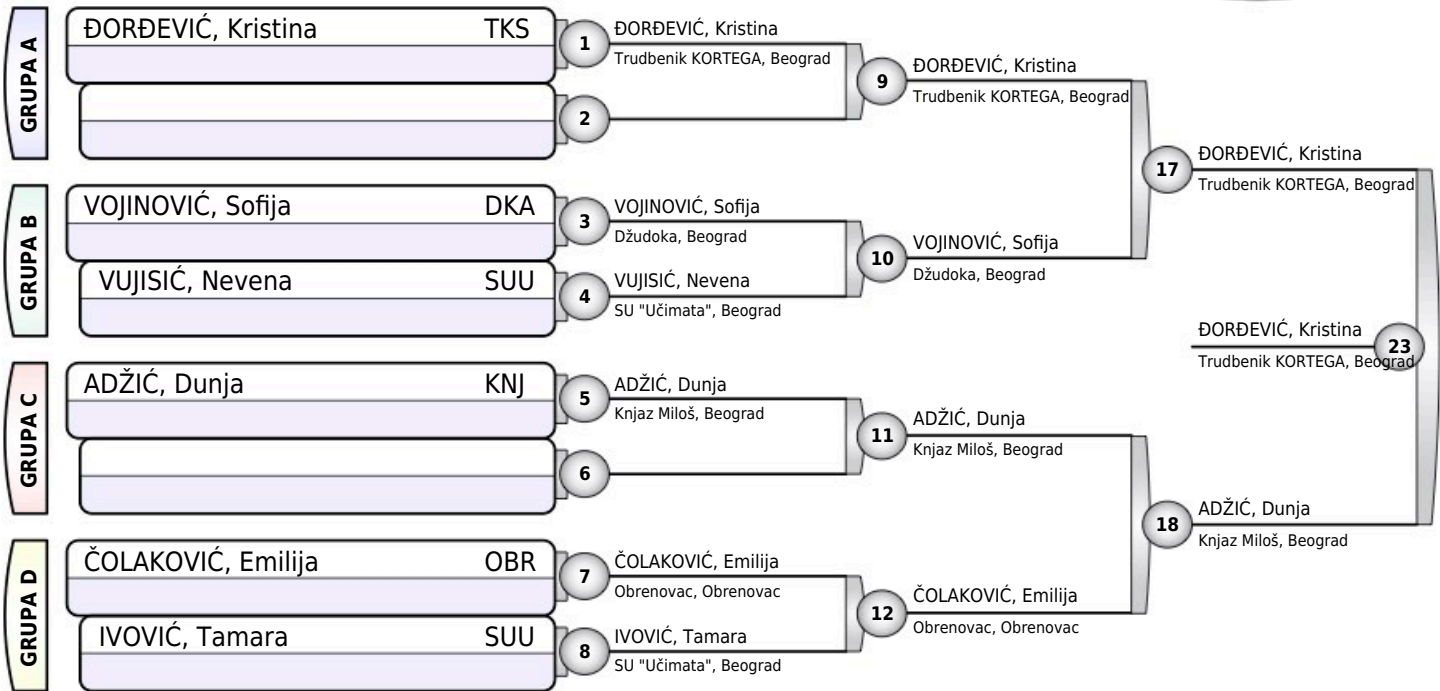 GRUPA A
ĐORĐEVIĆ, Kristina TKS
1
ĐORĐEVIĆ, Kristina
Trudbenik KORTEGA, Beograd
2
9
ĐORĐEVIĆ, Kristina
Trudbenik KORTEGA, Beograd
GRUPA B
VOJINOVIĆ, Sofija DKA
3
VOJINOVIĆ, Sofija
Džudoka, Beograd
VUJISIĆ, Nevena SUU
4
VUJISIĆ, Nevena
SU "Učimata", Beograd
10
VOJINOVIĆ, Sofija
Džudoka, Beograd
17
ĐORĐEVIĆ, Kristina
Trudbenik KORTEGA, Beograd
ĐORĐEVIĆ, Kristina
Trudbenik KORTEGA, Beograd
23
GRUPA C
ADŽIĆ, Dunja KNJ
5
ADŽIĆ, Dunja
Knjaz Miloš, Beograd
6
11
ADŽIĆ, Dunja
Knjaz Miloš, Beograd
GRUPA D
ČOLAKOVIĆ, Emilija OBR
7
ČOLAKOVIĆ, Emilija
Obrenovac, Obrenovac
IVOVIĆ, Tamara SUU
8
IVOVIĆ, Tamara
SU "Učimata", Beograd
12
ČOLAKOVIĆ, Emilija
Obrenovac, Obrenovac
18
ADŽIĆ, Dunja
Knjaz Miloš, Beograd